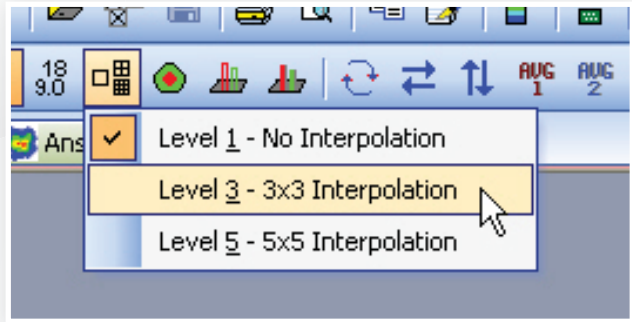 18
9.0
AVG
1
AVG
2
Ans
Level 1 - No Interpolation
Level 3 - 3x3 Interpolation
Level 5 - 5x5 Interpolation